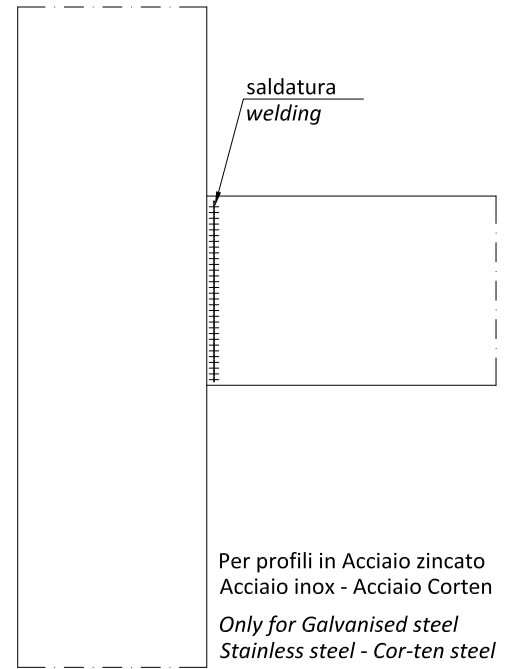 saldatura
welding
Per profili in Acciaio zincato
Acciaio inox - Acciaio Corten
Only for Galvanised steel
Stainless steel - Cor-ten steel